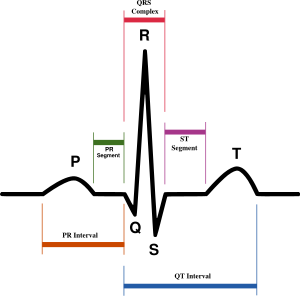 QRS
Complex
R
PR
Segment
ST
Segment
P
T
Q
S
PR Interval
QT Interval